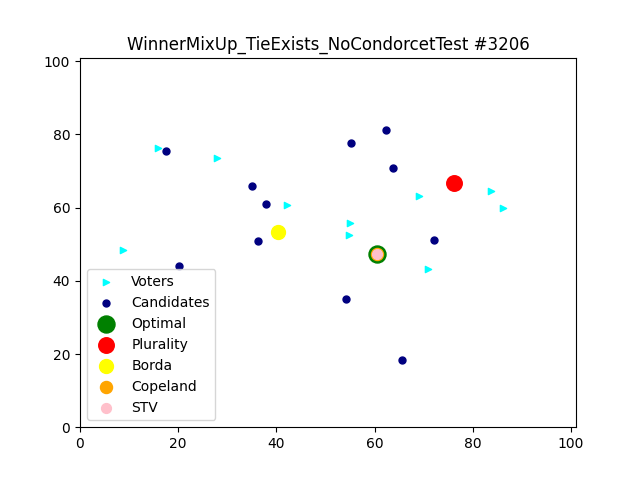 WinnerMixUp_TieExists_NoCondorcetTest #3206
100
80
60
40
20
0
Voters
Candidates
Optimal
Plurality
Borda
Copeland
STV
0 20 40 60 80 100